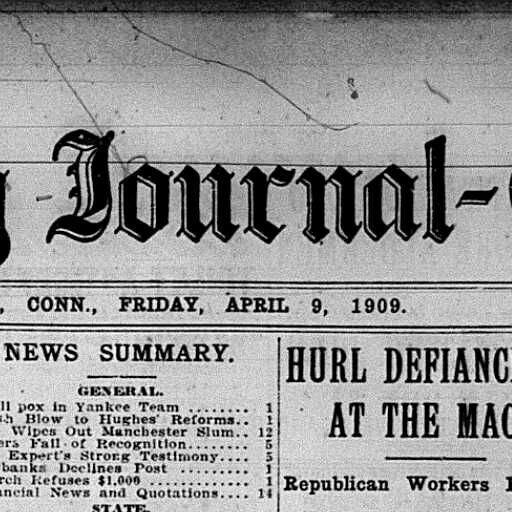 Journal-
, CONN., FRIDAY, APRIL 9, 1909.
NEWS SUMMARY.
GENERAL.
ll pox in Yankee Team ........ 1
sh Blow to Hughes' Reforms.. 1
Wipes Out Manchester Slum.. 12
ers Fail of Recognition....... 5
Expert's Strong Testimony... 5
banks Declines Post .......... 1
rch Refuses $1,000 ............ 1
ancial News and Quotations.... 14
STATE.
HURL DEFIANC
AT THE MAC
Republican Workers